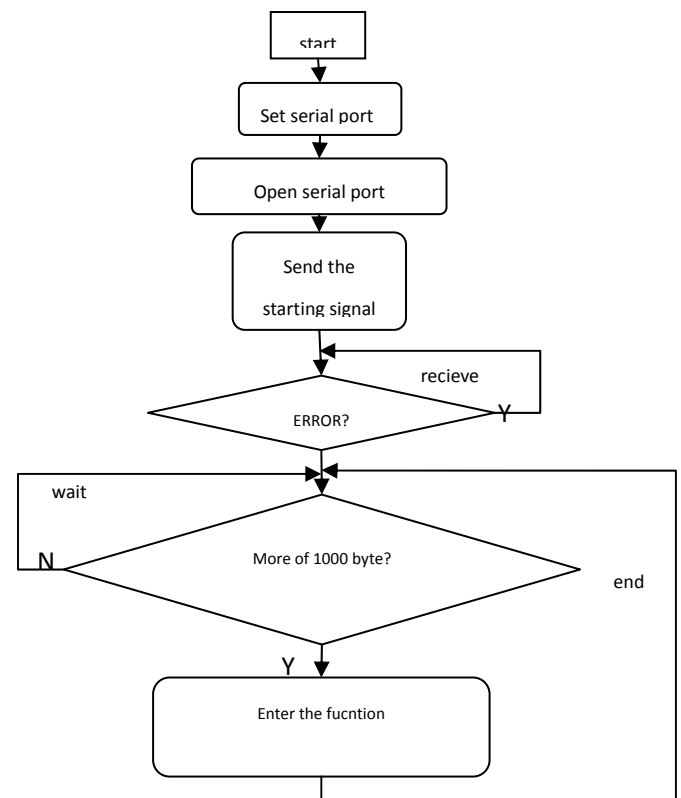 start
Set serial port
Open serial port
Send the
starting signal
recieve
Y
ERROR?
wait
N
More of 1000 byte?
end
Y
Enter the fucntion